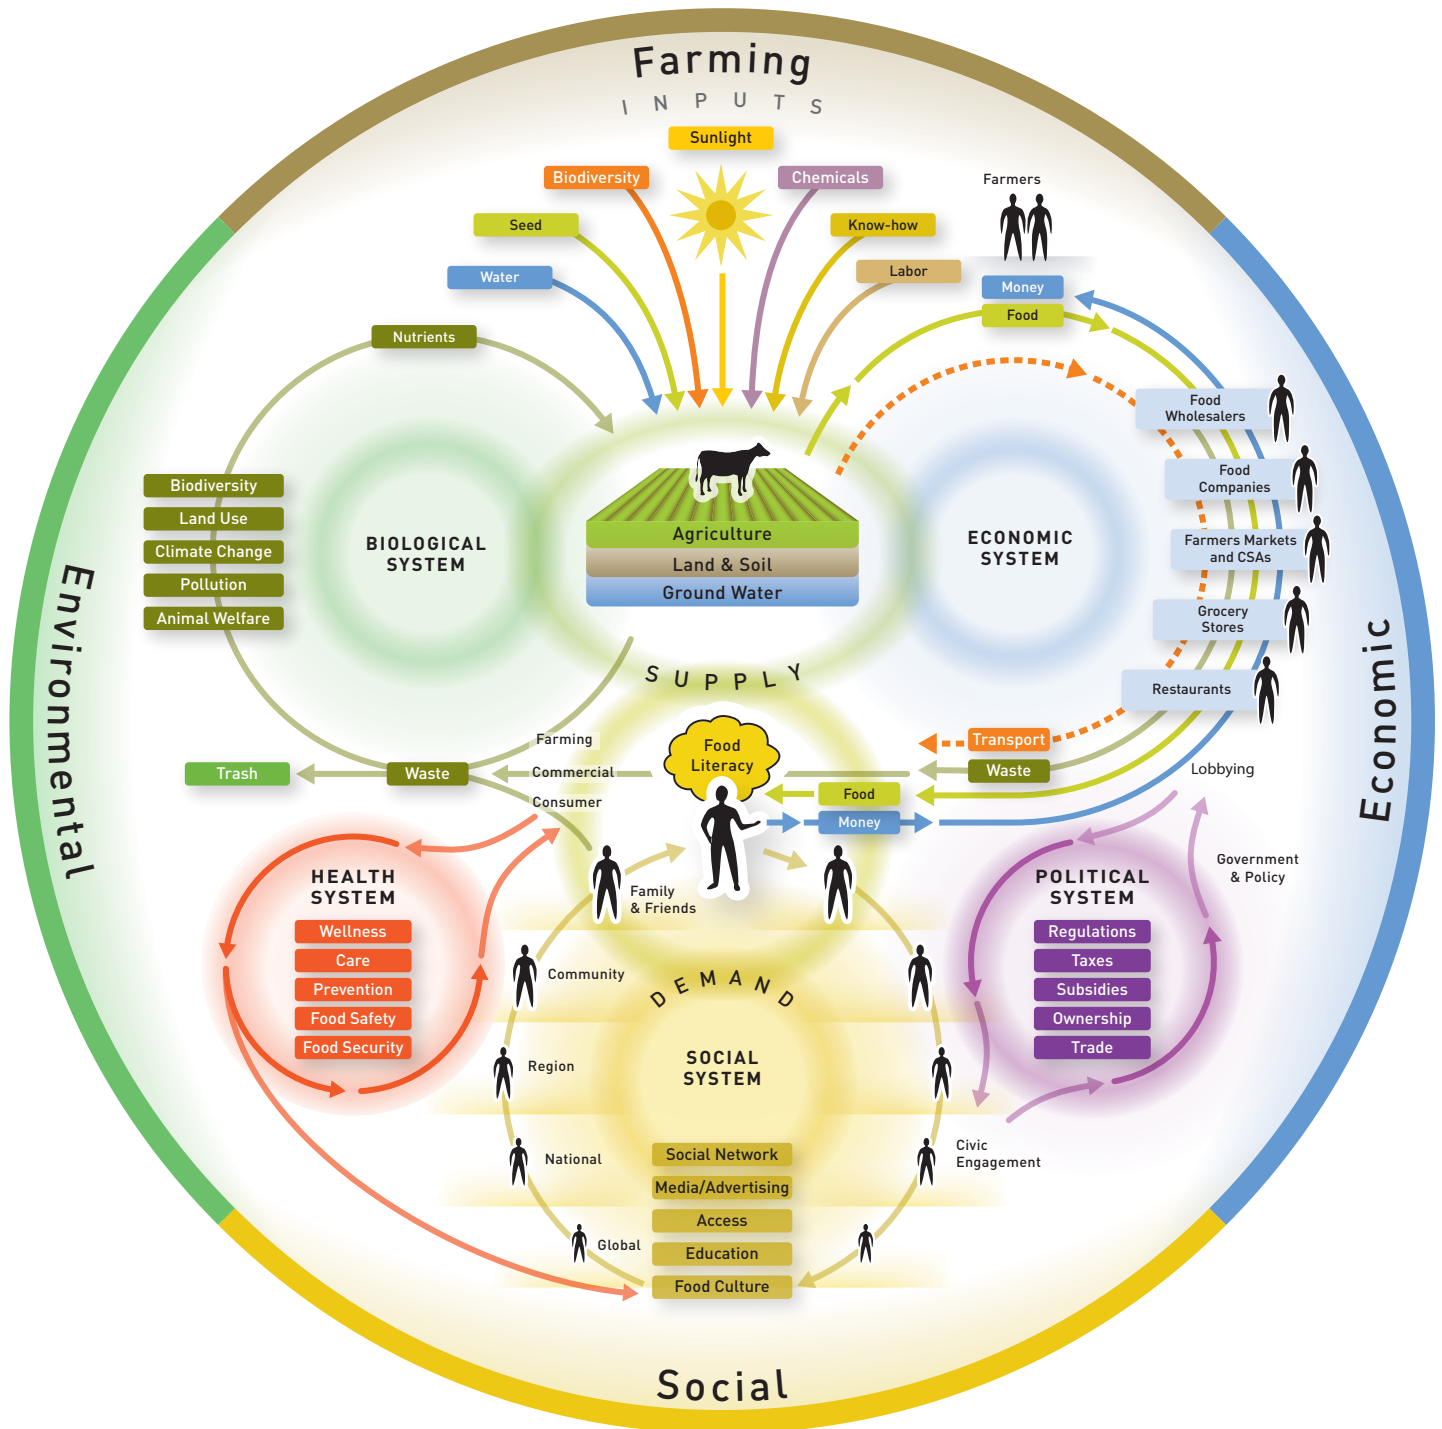 Farming
INPUTS
Sunlight
Biodiversity
Chemicals
Seed
Know-how
Water
Labor
Farmers
Money
Food
Nutrients
Food
Wholesalers
Food
Companies
Farmers Markets
and CSAs
Grocery
Stores
Restaurants
Biodiversity
Land Use
Climate Change
Pollution
Animal Welfare
BIOLOGICAL
SYSTEM
Agriculture
Land & Soil
Ground Water
ECONOMIC
SYSTEM
Environmental
Economic
SUPPLY
Farming
Commercial
Consumer
Trash
Waste
Food
Literacy
Transport
Waste
Food
Money
Lobbying
Government
& Policy
HEALTH
SYSTEM
Wellness
Care
Prevention
Food Safety
Food Security
Family
& Friends
Community
Region
National
Global
DEMAND
SOCIAL
SYSTEM
Social Network
Media/Advertising
Access
Education
Food Culture
POLITICAL
SYSTEM
Regulations
Taxes
Subsidies
Ownership
Trade
Civic
Engagement
Social